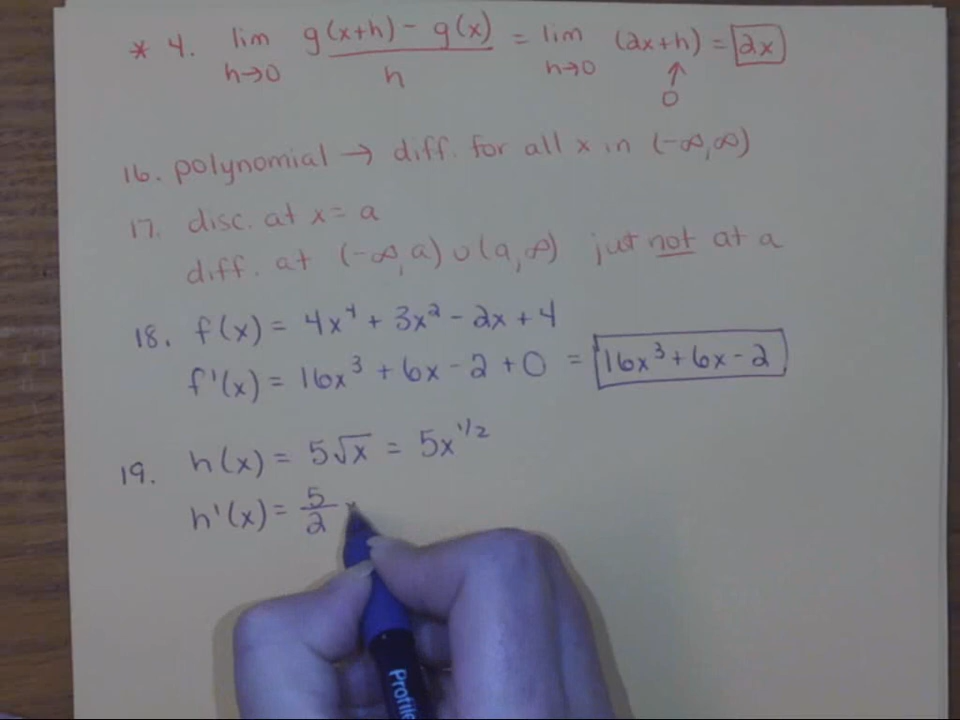 * 4. lim h→0 g(x+h) - g(x) / h = lim h→0 (2x+h) = 2x
↑
0
16. polynomial → diff. for all x in (-∞,∞)
17. disc. at x = a
diff. at (-∞,a) ∪ (a,∞) just not at a
18. f(x) = 4x⁴ + 3x² - 2x + 4
f'(x) = 16x³ + 6x - 2 + 0 = 16x³ + 6x - 2
19. h(x) = 5√x = 5x^1/2
h'(x) = 5/2
Profile